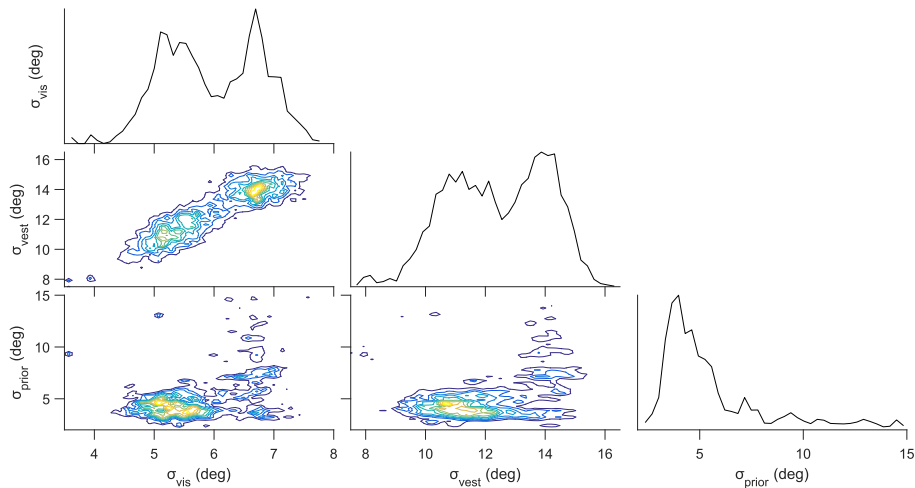 σvis (deg)
16
14
12
10
8
σvest (deg)
15
10
5
σprior (deg)
4 5 6 7 8
8 10 12 14 16
5 10 15
σvis (deg)
σvest (deg)
σprior (deg)